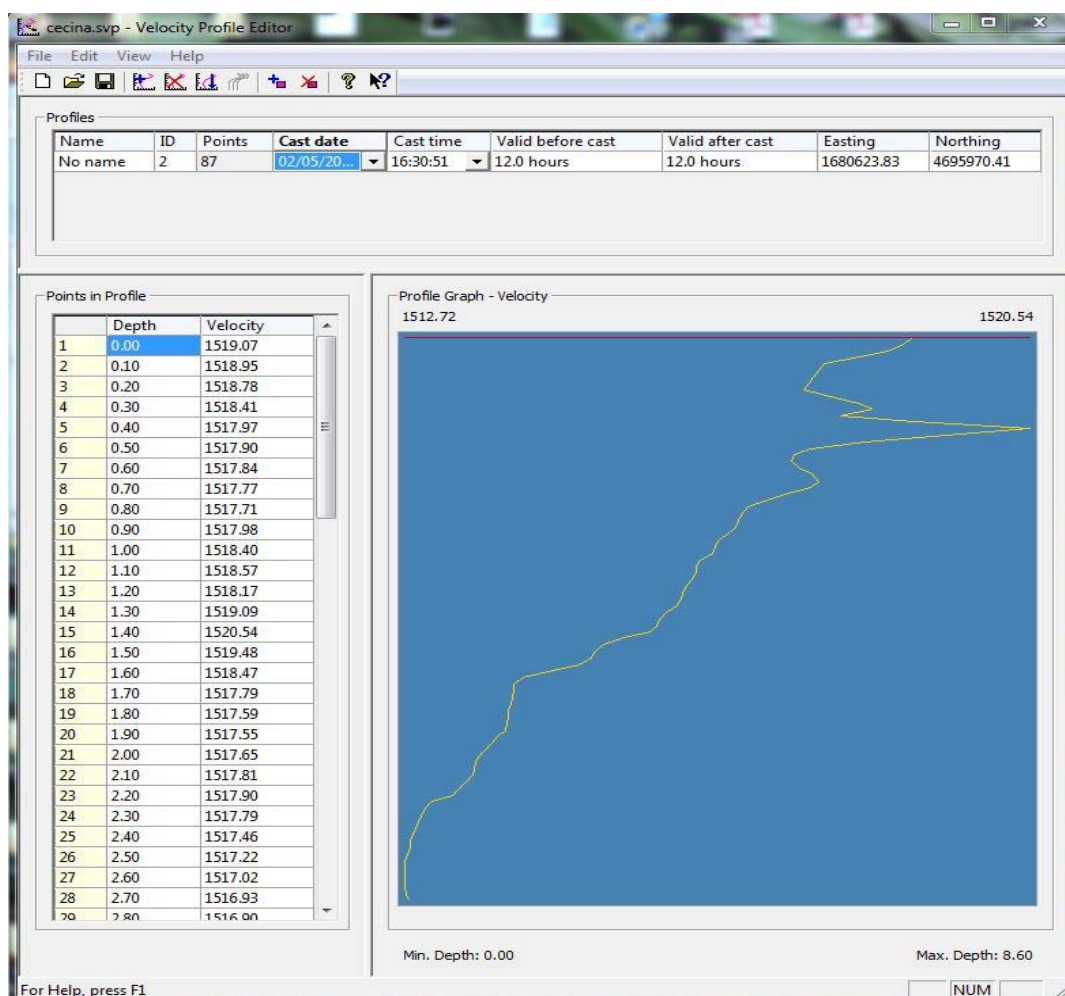 cecina.svp - Velocity Profile Editor
File Edit View Help
Profiles
Name ID Points Cast date Cast time Valid before cast Valid after cast Easting Northing
No name 2 87 02/05/20... 16:30:51 12.0 hours 12.0 hours 1680623.83 4695970.41
Points in Profile
Depth Velocity
1 0.00 1519.07
2 0.10 1518.95
3 0.20 1518.78
4 0.30 1518.41
5 0.40 1517.97
6 0.50 1517.90
7 0.60 1517.84
8 0.70 1517.77
9 0.80 1517.71
10 0.90 1517.98
11 1.00 1518.40
12 1.10 1518.57
13 1.20 1518.17
14 1.30 1519.09
15 1.40 1520.54
16 1.50 1519.48
17 1.60 1518.47
18 1.70 1517.79
19 1.80 1517.59
20 1.90 1517.55
21 2.00 1517.65
22 2.10 1517.81
23 2.20 1517.90
24 2.30 1517.79
25 2.40 1517.46
26 2.50 1517.22
27 2.60 1517.02
28 2.70 1516.93
29 2.80 1516.90
Profile Graph - Velocity
1512.72 1520.54
Min. Depth: 0.00 Max. Depth: 8.60
For Help, press F1 NUM